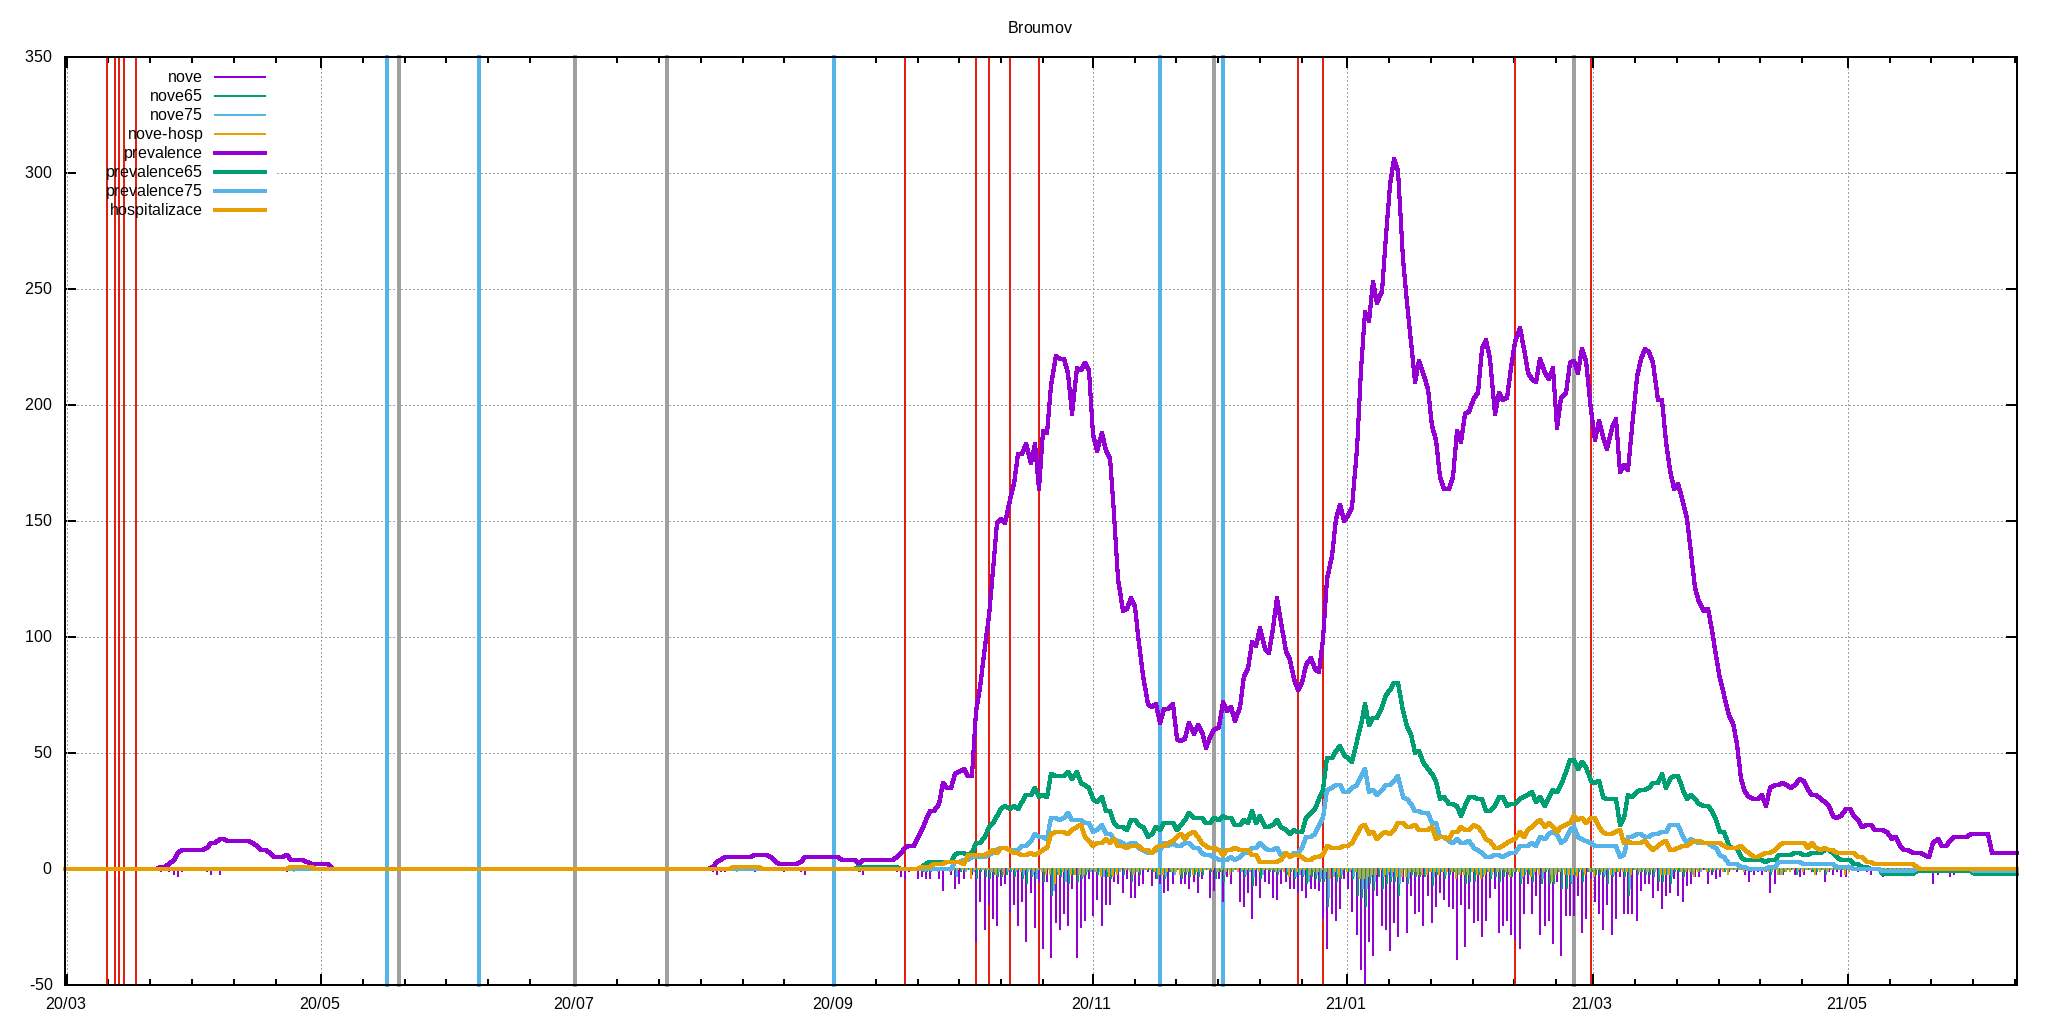 Broumov
350
300
250
200
150
100
50
0
-50
nove
nove65
nove75
nove-hosp
prevalence
prevalence65
prevalence75
hospitalizace
20/03 20/05 20/07 20/09 20/11 21/01 21/03 21/05